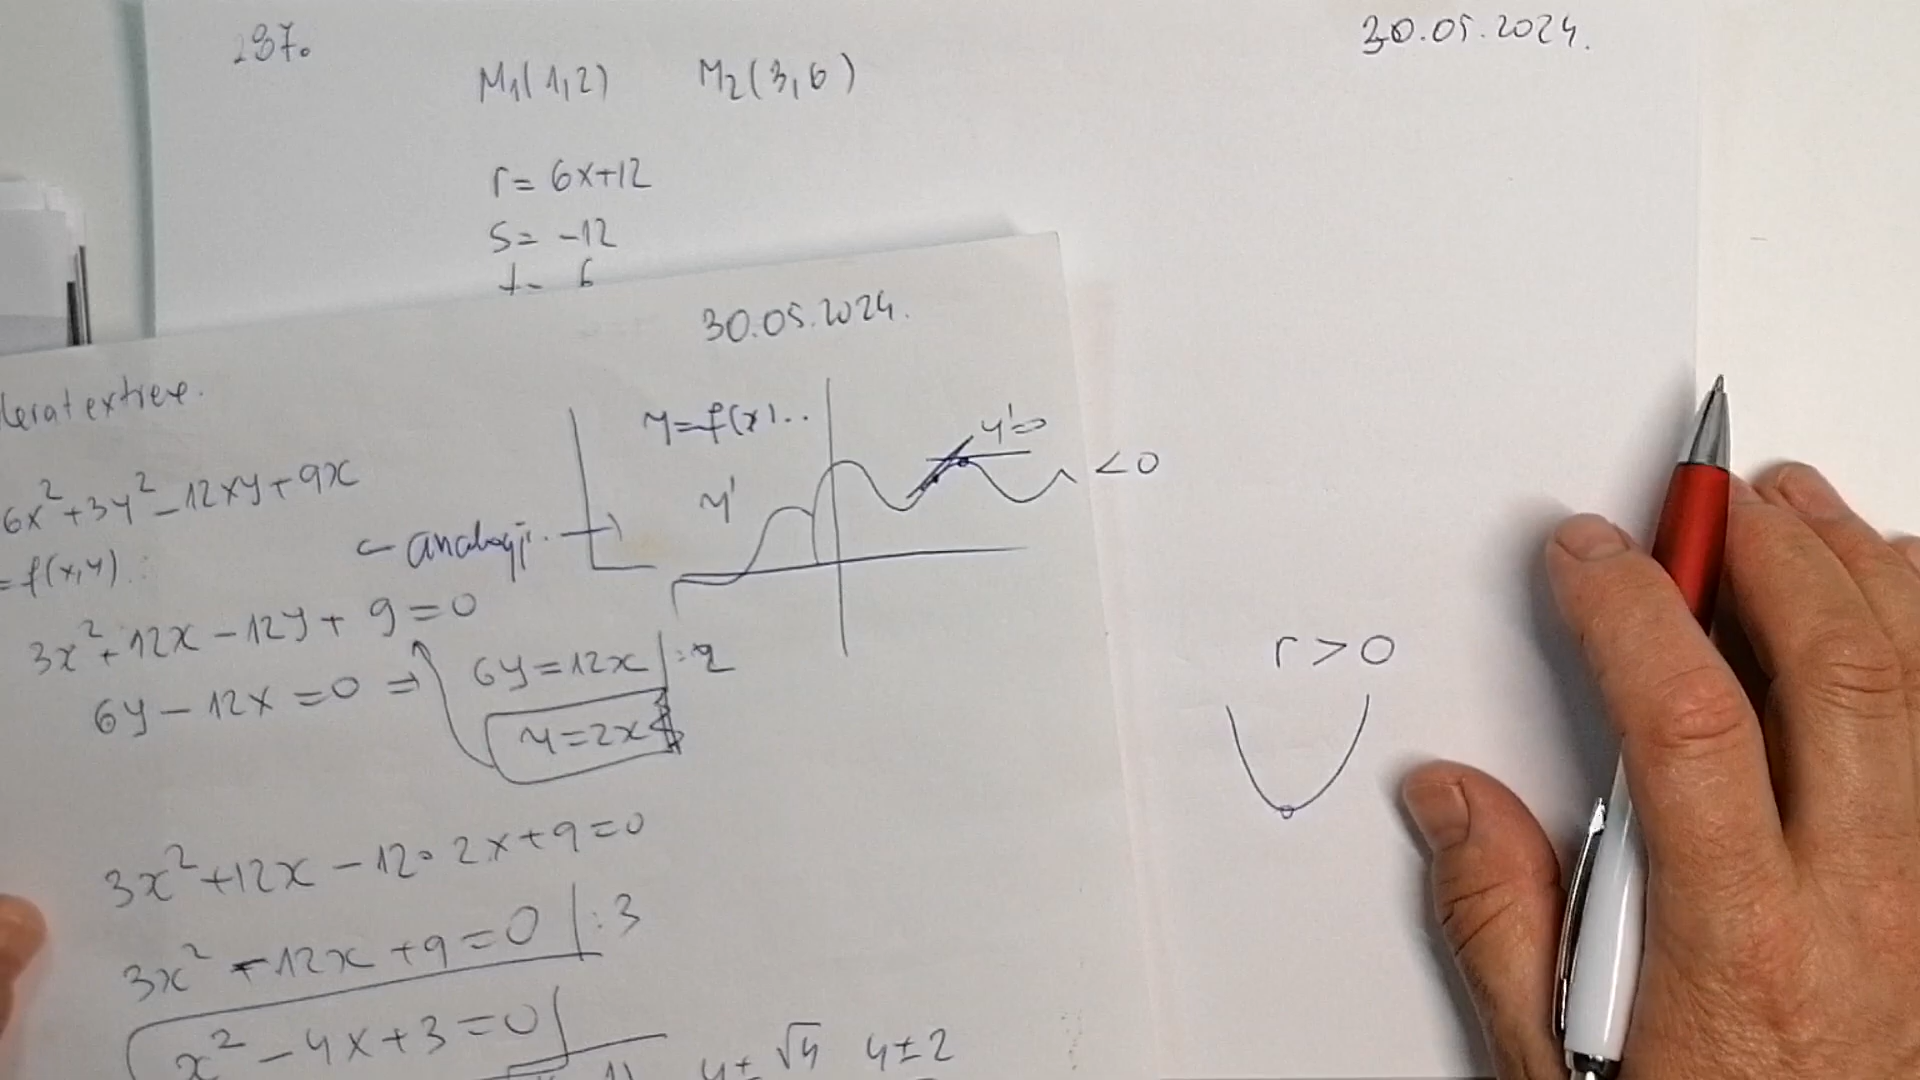 237.
30.05.2024.
M₁(1,2) M₂(3,6)
r= 6x+12
s= -12
t= 6
30.05.2024.
y=f(x)...
y'=0
<0
y'
6x²+3y²-12xy+9x
= f(x,y).
3x²+12x-12y+9=0
6y-12x=0 ⇒ 6y=12x |:2
y=2x
r>0
3x²+12x-12·2x+9=0
3x²-12x+9=0 |:3
x²-4x+3=0
4±√4 4±2